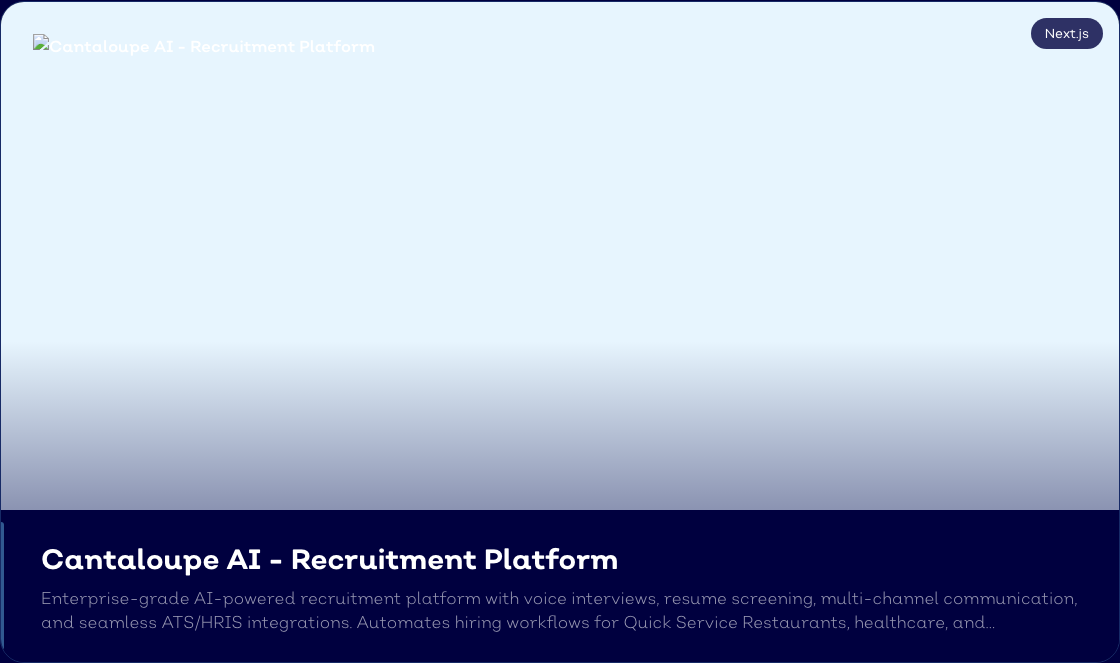 Cantaloupe AI - Recruitment Platform
Next.js
Cantaloupe AI - Recruitment Platform
Enterprise-grade AI-powered recruitment platform with voice interviews, resume screening, multi-channel communication,
and seamless ATS/HRIS integrations. Automates hiring workflows for Quick Service Restaurants, healthcare, and...